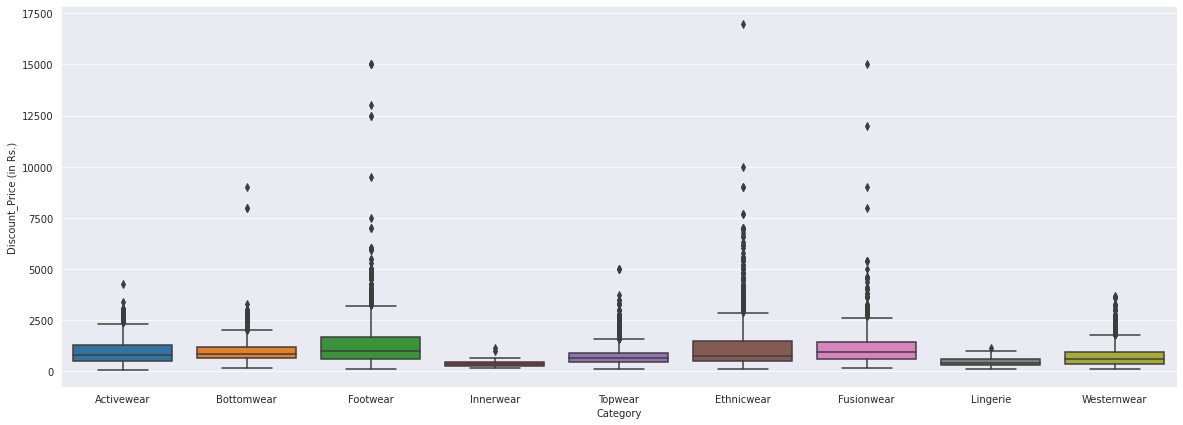 17500
15000
12500
10000
7500
5000
2500
0
Discount_Price (in Rs.)
Activewear Bottomwear Footwear Innerwear Topwear Ethnicwear Fusionwear Lingerie Westernwear
Category